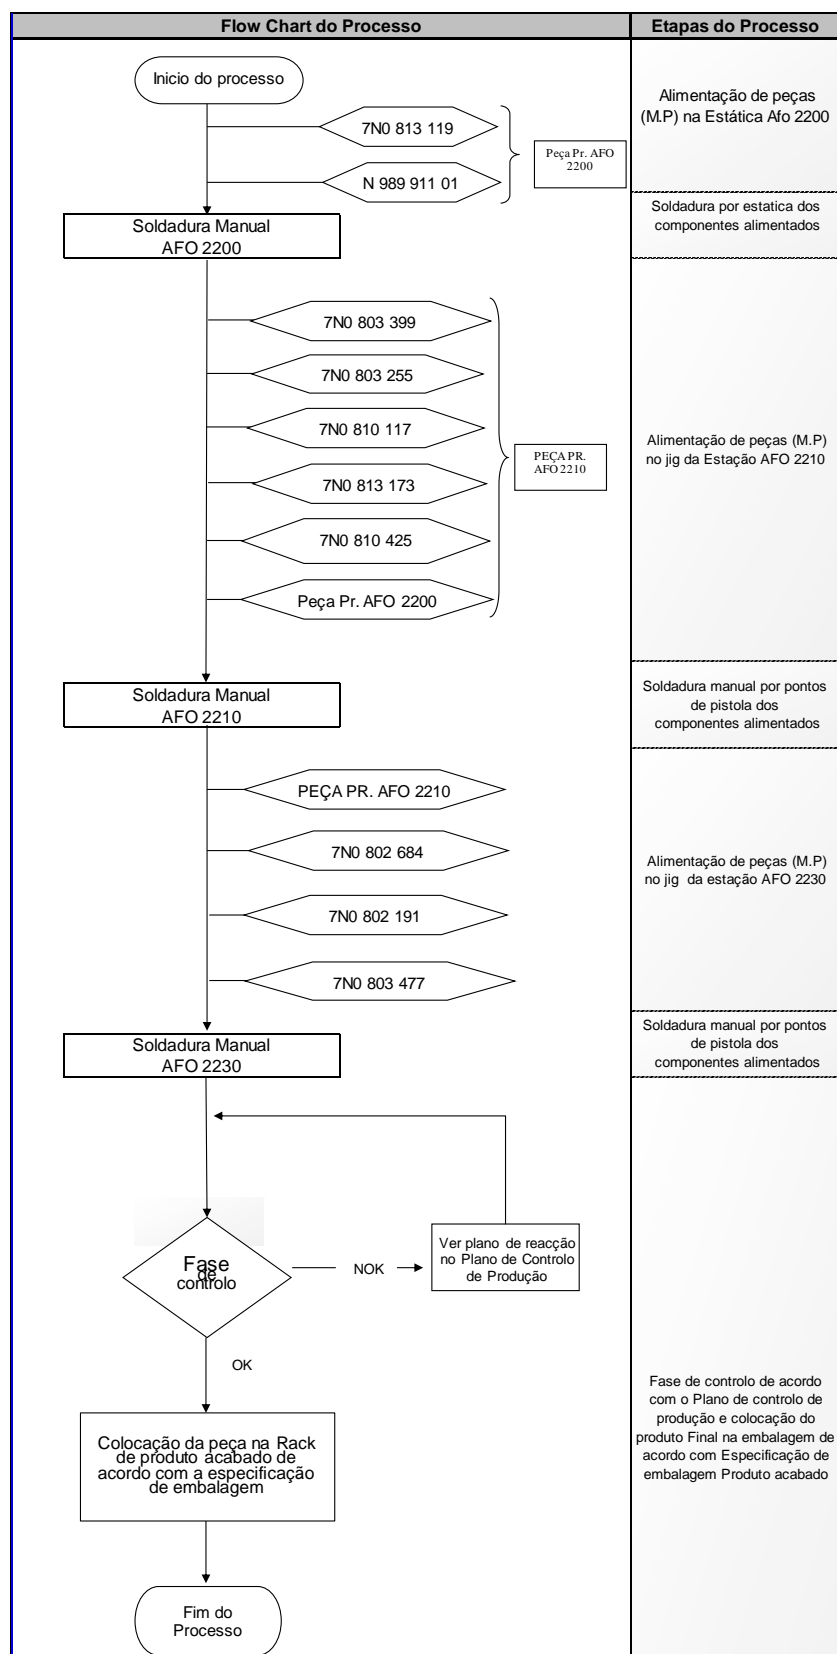 Flow Chart do Processo
Etapas do Processo
Inicio do processo
Alimentação de peças
(M.P) na Estática Afo 2200
7N0 813 119
Peça Pr. AFO
2200
N 989 911 01
Soldadura Manual
AFO 2200
Soldadura por estatica dos
componentes alimentados
7N0 803 399
7N0 803 255
7N0 810 117
Alimentação de peças (M.P)
no jig da Estação AFO 2210
PEÇA PR.
AFO 2210
7N0 813 173
7N0 810 425
Peça Pr. AFO 2200
Soldadura Manual
AFO 2210
Soldadura manual por pontos
de pistola dos
componentes alimentados
PEÇA PR. AFO 2210
7N0 802 684
Alimentação de peças (M.P)
no jig da estação AFO 2230
7N0 802 191
7N0 803 477
Soldadura Manual
AFO 2230
Soldadura manual por pontos
de pistola dos
componentes alimentados
Fase
de
controlo
NOK
Ver plano de reacção
no Plano de Controlo
de Produção
OK
Colocação da peça na Rack
de produto acabado de
acordo com a especificação
de embalagem
Fase de controlo de acordo
com o Plano de controlo de
produção e colocação do
produto Final na embalagem de
acordo com Especificação de
embalagem Produto acabado
Fim do
Processo